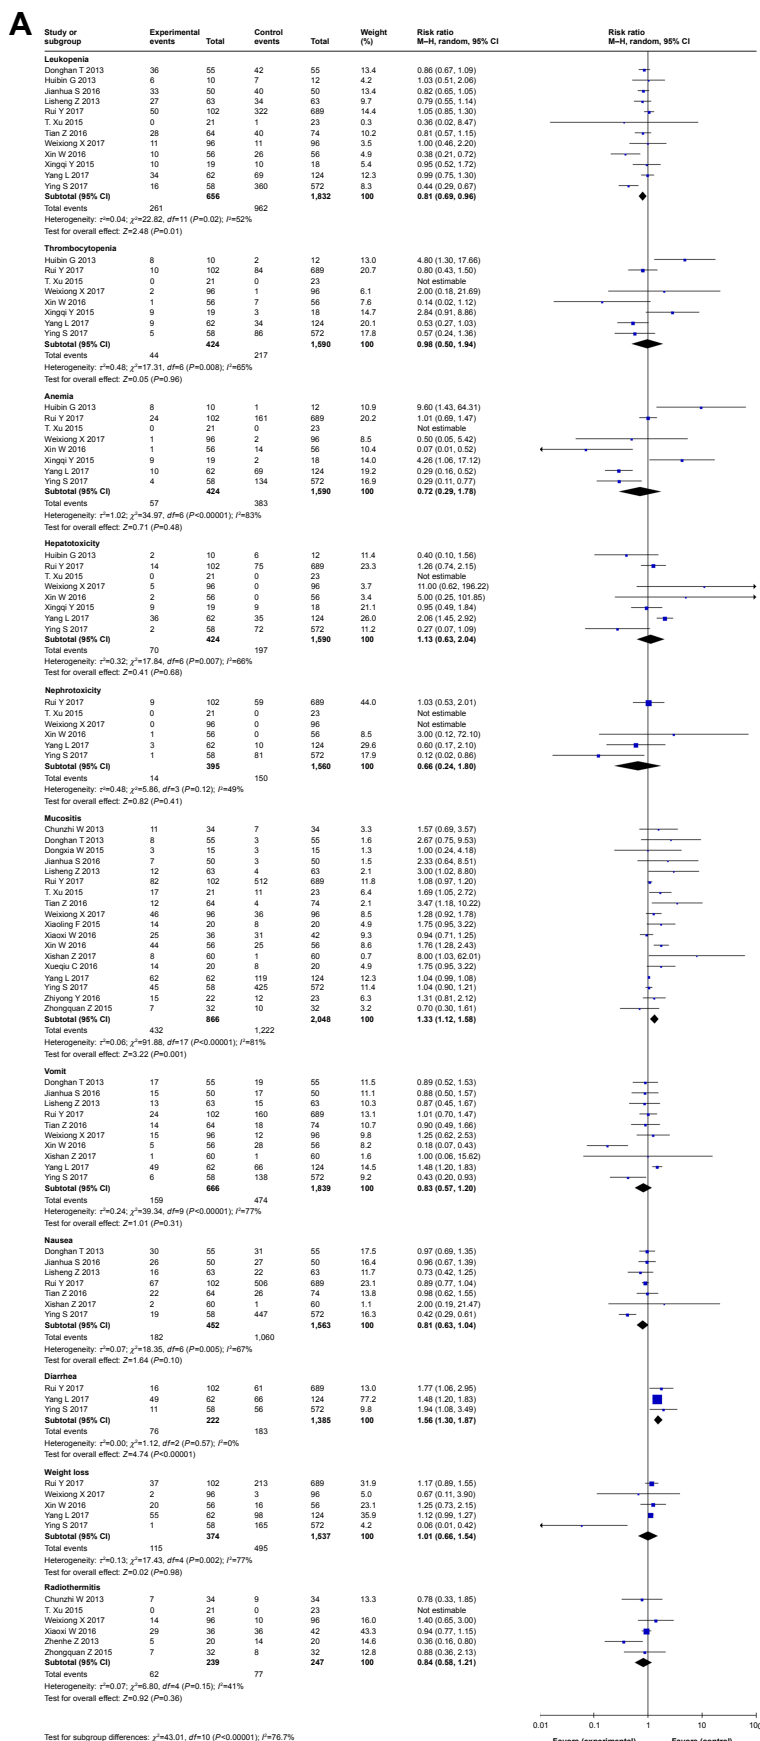 A
Study or subgroup Experimental events Total Control events Total Weight (%) Risk ratio M–H, random, 95% CI Risk ratio M–H, random, 95% CI
Leukopenia
Donghan T 2013 36 55 42 55 13.4 0.86 (0.67, 1.09)
Huibin G 2013 6 10 7 12 4.2 1.03 (0.51, 2.06)
Jianhua S 2016 33 50 40 50 13.4 0.82 (0.65, 1.05)
Lisheng Z 2013 27 63 34 63 9.7 0.79 (0.55, 1.14)
Rui Y 2017 50 102 322 689 14.4 1.05 (0.85, 1.30)
T. Xu 2015 0 21 1 23 0.3 0.36 (0.02, 8.47)
Tian Z 2016 28 64 40 74 10.2 0.81 (0.57, 1.15)
Weixiong X 2017 11 96 11 96 3.5 1.00 (0.46, 2.20)
Xin W 2016 10 56 26 56 4.9 0.38 (0.21, 0.72)
Xingqi Y 2015 10 19 10 18 5.4 0.95 (0.52, 1.72)
Yang L 2017 34 62 69 124 12.3 0.99 (0.75, 1.30)
Ying S 2017 16 58 360 572 8.3 0.44 (0.29, 0.67)
Subtotal (95% CI) 656 1,832 100 0.81 (0.69, 0.96)
Total events 261 962
Heterogeneity: τ²=0.04; χ²=22.82, df=11 (P=0.02); I²=52%
Test for overall effect: Z=2.48 (P=0.01)
Thrombocytopenia
Huibin G 2013 8 10 2 12 13.0 4.80 (1.30, 17.66)
Rui Y 2017 10 102 84 689 20.7 0.80 (0.43, 1.50)
T. Xu 2015 0 21 0 23 Not estimable
Weixiong X 2017 2 96 1 96 6.1 2.00 (0.18, 21.69)
Xin W 2016 1 56 7 56 7.6 0.14 (0.02, 1.12)
Xingqi Y 2015 9 19 3 18 14.7 2.84 (0.91, 8.86)
Yang L 2017 9 62 34 124 20.1 0.53 (0.27, 1.03)
Ying S 2017 5 58 86 572 17.8 0.57 (0.24, 1.36)
Subtotal (95% CI) 424 1,590 100 0.98 (0.50, 1.94)
Total events 44 217
Heterogeneity: τ²=0.48; χ²=17.31, df=6 (P=0.008); I²=65%
Test for overall effect: Z=0.05 (P=0.96)
Anemia
Huibin G 2013 8 10 1 12 10.9 9.60 (1.43, 64.31)
Rui Y 2017 24 102 161 689 20.2 1.01 (0.69, 1.47)
T. Xu 2015 0 21 0 23 Not estimable
Weixiong X 2017 1 96 2 96 8.5 0.50 (0.05, 5.42)
Xin W 2016 1 56 14 56 10.4 0.07 (0.01, 0.52)
Xingqi Y 2015 9 19 2 18 14.0 4.26 (1.06, 17.12)
Yang L 2017 10 62 69 124 19.2 0.29 (0.16, 0.52)
Ying S 2017 4 58 134 572 16.9 0.29 (0.11, 0.77)
Subtotal (95% CI) 424 1,590 100 0.72 (0.29, 1.78)
Total events 57 383
Heterogeneity: τ²=1.02; χ²=34.97, df=6 (P<0.00001); I²=83%
Test for overall effect: Z=0.71 (P=0.48)
Hepatotoxicity
Huibin G 2013 2 10 6 12 11.4 0.40 (0.10, 1.56)
Rui Y 2017 14 102 75 689 23.3 1.26 (0.74, 2.15)
T. Xu 2015 0 21 0 23 Not estimable
Weixiong X 2017 5 96 0 96 3.7 11.00 (0.62, 196.22)
Xin W 2016 2 56 0 56 3.4 5.00 (0.25, 101.85)
Xingqi Y 2015 9 19 9 18 21.1 0.95 (0.49, 1.84)
Yang L 2017 36 62 35 124 26.0 2.06 (1.45, 2.92)
Ying S 2017 2 58 72 572 11.2 0.27 (0.07, 1.09)
Subtotal (95% CI) 424 1,590 100 1.13 (0.63, 2.04)
Total events 70 197
Heterogeneity: τ²=0.32; χ²=17.84, df=6 (P=0.007); I²=66%
Test for overall effect: Z=0.41 (P=0.68)
Nephrotoxicity
Rui Y 2017 9 102 59 689 44.0 1.03 (0.53, 2.01)
T. Xu 2015 0 21 0 23 Not estimable
Weixiong X 2017 0 96 0 96 Not estimable
Xin W 2016 1 56 0 56 8.5 3.00 (0.12, 72.10)
Yang L 2017 3 62 10 124 29.6 0.60 (0.17, 2.10)
Ying S 2017 1 58 81 572 17.9 0.12 (0.02, 0.86)
Subtotal (95% CI) 395 1,560 100 0.66 (0.24, 1.80)
Total events 14 150
Heterogeneity: τ²=0.48; χ²=5.86, df=3 (P=0.12); I²=49%
Test for overall effect: Z=0.82 (P=0.41)
Mucositis
Chunzhi W 2013 11 34 7 34 3.3 1.57 (0.69, 3.57)
Donghan T 2013 8 55 3 55 1.6 2.67 (0.75, 9.53)
Dongxia W 2015 3 15 3 15 1.3 1.00 (0.24, 4.18)
Jianhua S 2016 7 50 3 50 1.5 2.33 (0.64, 8.51)
Lisheng Z 2013 12 63 4 63 2.1 3.00 (1.02, 8.80)
Rui Y 2017 82 102 512 689 11.8 1.08 (0.97, 1.20)
T. Xu 2015 17 21 11 23 6.4 1.69 (1.05, 2.72)
Tian Z 2016 12 64 4 74 2.1 3.47 (1.18, 10.22)
Weixiong X 2017 46 96 36 96 8.5 1.28 (0.92, 1.78)
Xiaoling F 2015 14 20 8 20 4.9 1.75 (0.95, 3.22)
Xiaoxi W 2016 25 36 31 42 9.3 0.94 (0.71, 1.25)
Xin W 2016 44 56 25 56 8.6 1.76 (1.28, 2.43)
Xishan Z 2017 8 60 1 60 0.7 8.00 (1.03, 62.01)
Xueqiu C 2016 14 20 8 20 4.9 1.75 (0.95, 3.22)
Yang L 2017 62 62 119 124 12.3 1.04 (0.99, 1.08)
Ying S 2017 45 58 425 572 11.4 1.04 (0.90, 1.21)
Zhiyong Y 2016 15 22 12 23 6.3 1.31 (0.81, 2.12)
Zhongquan Z 2015 7 32 10 32 3.2 0.70 (0.30, 1.61)
Subtotal (95% CI) 866 2,048 100 1.33 (1.12, 1.58)
Total events 432 1,222
Heterogeneity: τ²=0.06; χ²=91.88, df=17 (P<0.00001); I²=81%
Test for overall effect: Z=3.22 (P=0.001)
Vomit
Donghan T 2013 17 55 19 55 11.5 0.89 (0.52, 1.53)
Jianhua S 2016 15 50 17 50 11.1 0.88 (0.50, 1.57)
Lisheng Z 2013 13 63 15 63 10.3 0.87 (0.45, 1.67)
Rui Y 2017 24 102 160 689 13.1 1.01 (0.70, 1.47)
Tian Z 2016 14 64 18 74 10.7 0.90 (0.49, 1.66)
Weixiong X 2017 15 96 12 96 9.8 1.25 (0.62, 2.53)
Xin W 2016 5 56 28 56 8.2 0.18 (0.07, 0.43)
Xishan Z 2017 1 60 1 60 1.6 1.00 (0.06, 15.62)
Yang L 2017 49 62 66 124 14.5 1.48 (1.20, 1.83)
Ying S 2017 6 58 138 572 9.2 0.43 (0.20, 0.93)
Subtotal (95% CI) 666 1,839 100 0.83 (0.57, 1.20)
Total events 159 474
Heterogeneity: τ²=0.24; χ²=39.34, df=9 (P<0.00001); I²=77%
Test for overall effect: Z=1.01 (P=0.31)
Nausea
Donghan T 2013 30 55 31 55 17.5 0.97 (0.69, 1.35)
Jianhua S 2016 26 50 27 50 16.4 0.96 (0.67, 1.39)
Lisheng Z 2013 16 63 22 63 11.7 0.73 (0.42, 1.25)
Rui Y 2017 67 102 506 689 23.1 0.89 (0.77, 1.04)
Tian Z 2016 22 64 26 74 13.8 0.98 (0.62, 1.55)
Xishan Z 2017 2 60 1 60 1.1 2.00 (0.19, 21.47)
Ying S 2017 19 58 447 572 16.3 0.42 (0.29, 0.61)
Subtotal (95% CI) 452 1,563 100 0.81 (0.63, 1.04)
Total events 182 1,060
Heterogeneity: τ²=0.07; χ²=18.35, df=6 (P=0.005); I²=67%
Test for overall effect: Z=1.64 (P=0.10)
Diarrhea
Rui Y 2017 16 102 61 689 13.0 1.77 (1.06, 2.95)
Yang L 2017 49 62 66 124 77.2 1.48 (1.20, 1.83)
Ying S 2017 11 58 56 572 9.8 1.94 (1.08, 3.49)
Subtotal (95% CI) 222 1,385 100 1.56 (1.30, 1.87)
Total events 76 183
Heterogeneity: τ²=0.00; χ²=1.12, df=2 (P=0.57); I²=0%
Test for overall effect: Z=4.74 (P<0.00001)
Weight loss
Rui Y 2017 37 102 213 689 31.9 1.17 (0.89, 1.55)
Weixiong X 2017 2 96 3 96 5.0 0.67 (0.11, 3.90)
Xin W 2016 20 56 16 56 23.1 1.25 (0.73, 2.15)
Yang L 2017 55 62 98 124 35.9 1.12 (0.99, 1.27)
Ying S 2017 1 58 165 572 4.2 0.06 (0.01, 0.42)
Subtotal (95% CI) 374 1,537 100 1.01 (0.66, 1.54)
Total events 115 495
Heterogeneity: τ²=0.13; χ²=17.43, df=4 (P=0.002); I²=77%
Test for overall effect: Z=0.02 (P=0.98)
Radiothermitis
Chunzhi W 2013 7 34 9 34 13.3 0.78 (0.33, 1.85)
T. Xu 2015 0 21 0 23 Not estimable
Weixiong X 2017 14 96 10 96 16.0 1.40 (0.65, 3.00)
Xiaoxi W 2016 29 36 36 42 43.3 0.94 (0.77, 1.15)
Zhenhe Z 2013 5 20 14 20 14.6 0.36 (0.16, 0.80)
Zhongquan Z 2015 7 32 8 32 12.8 0.88 (0.36, 2.13)
Subtotal (95% CI) 239 247 100 0.84 (0.58, 1.21)
Total events 62 77
Heterogeneity: τ²=0.07; χ²=6.80, df=4 (P=0.15); I²=41%
Test for overall effect: Z=0.92 (P=0.36)
0.01 0.1 1 10
Test for subgroup differences: χ²=43.01, df=10 (P<0.00001); I²=76.7%